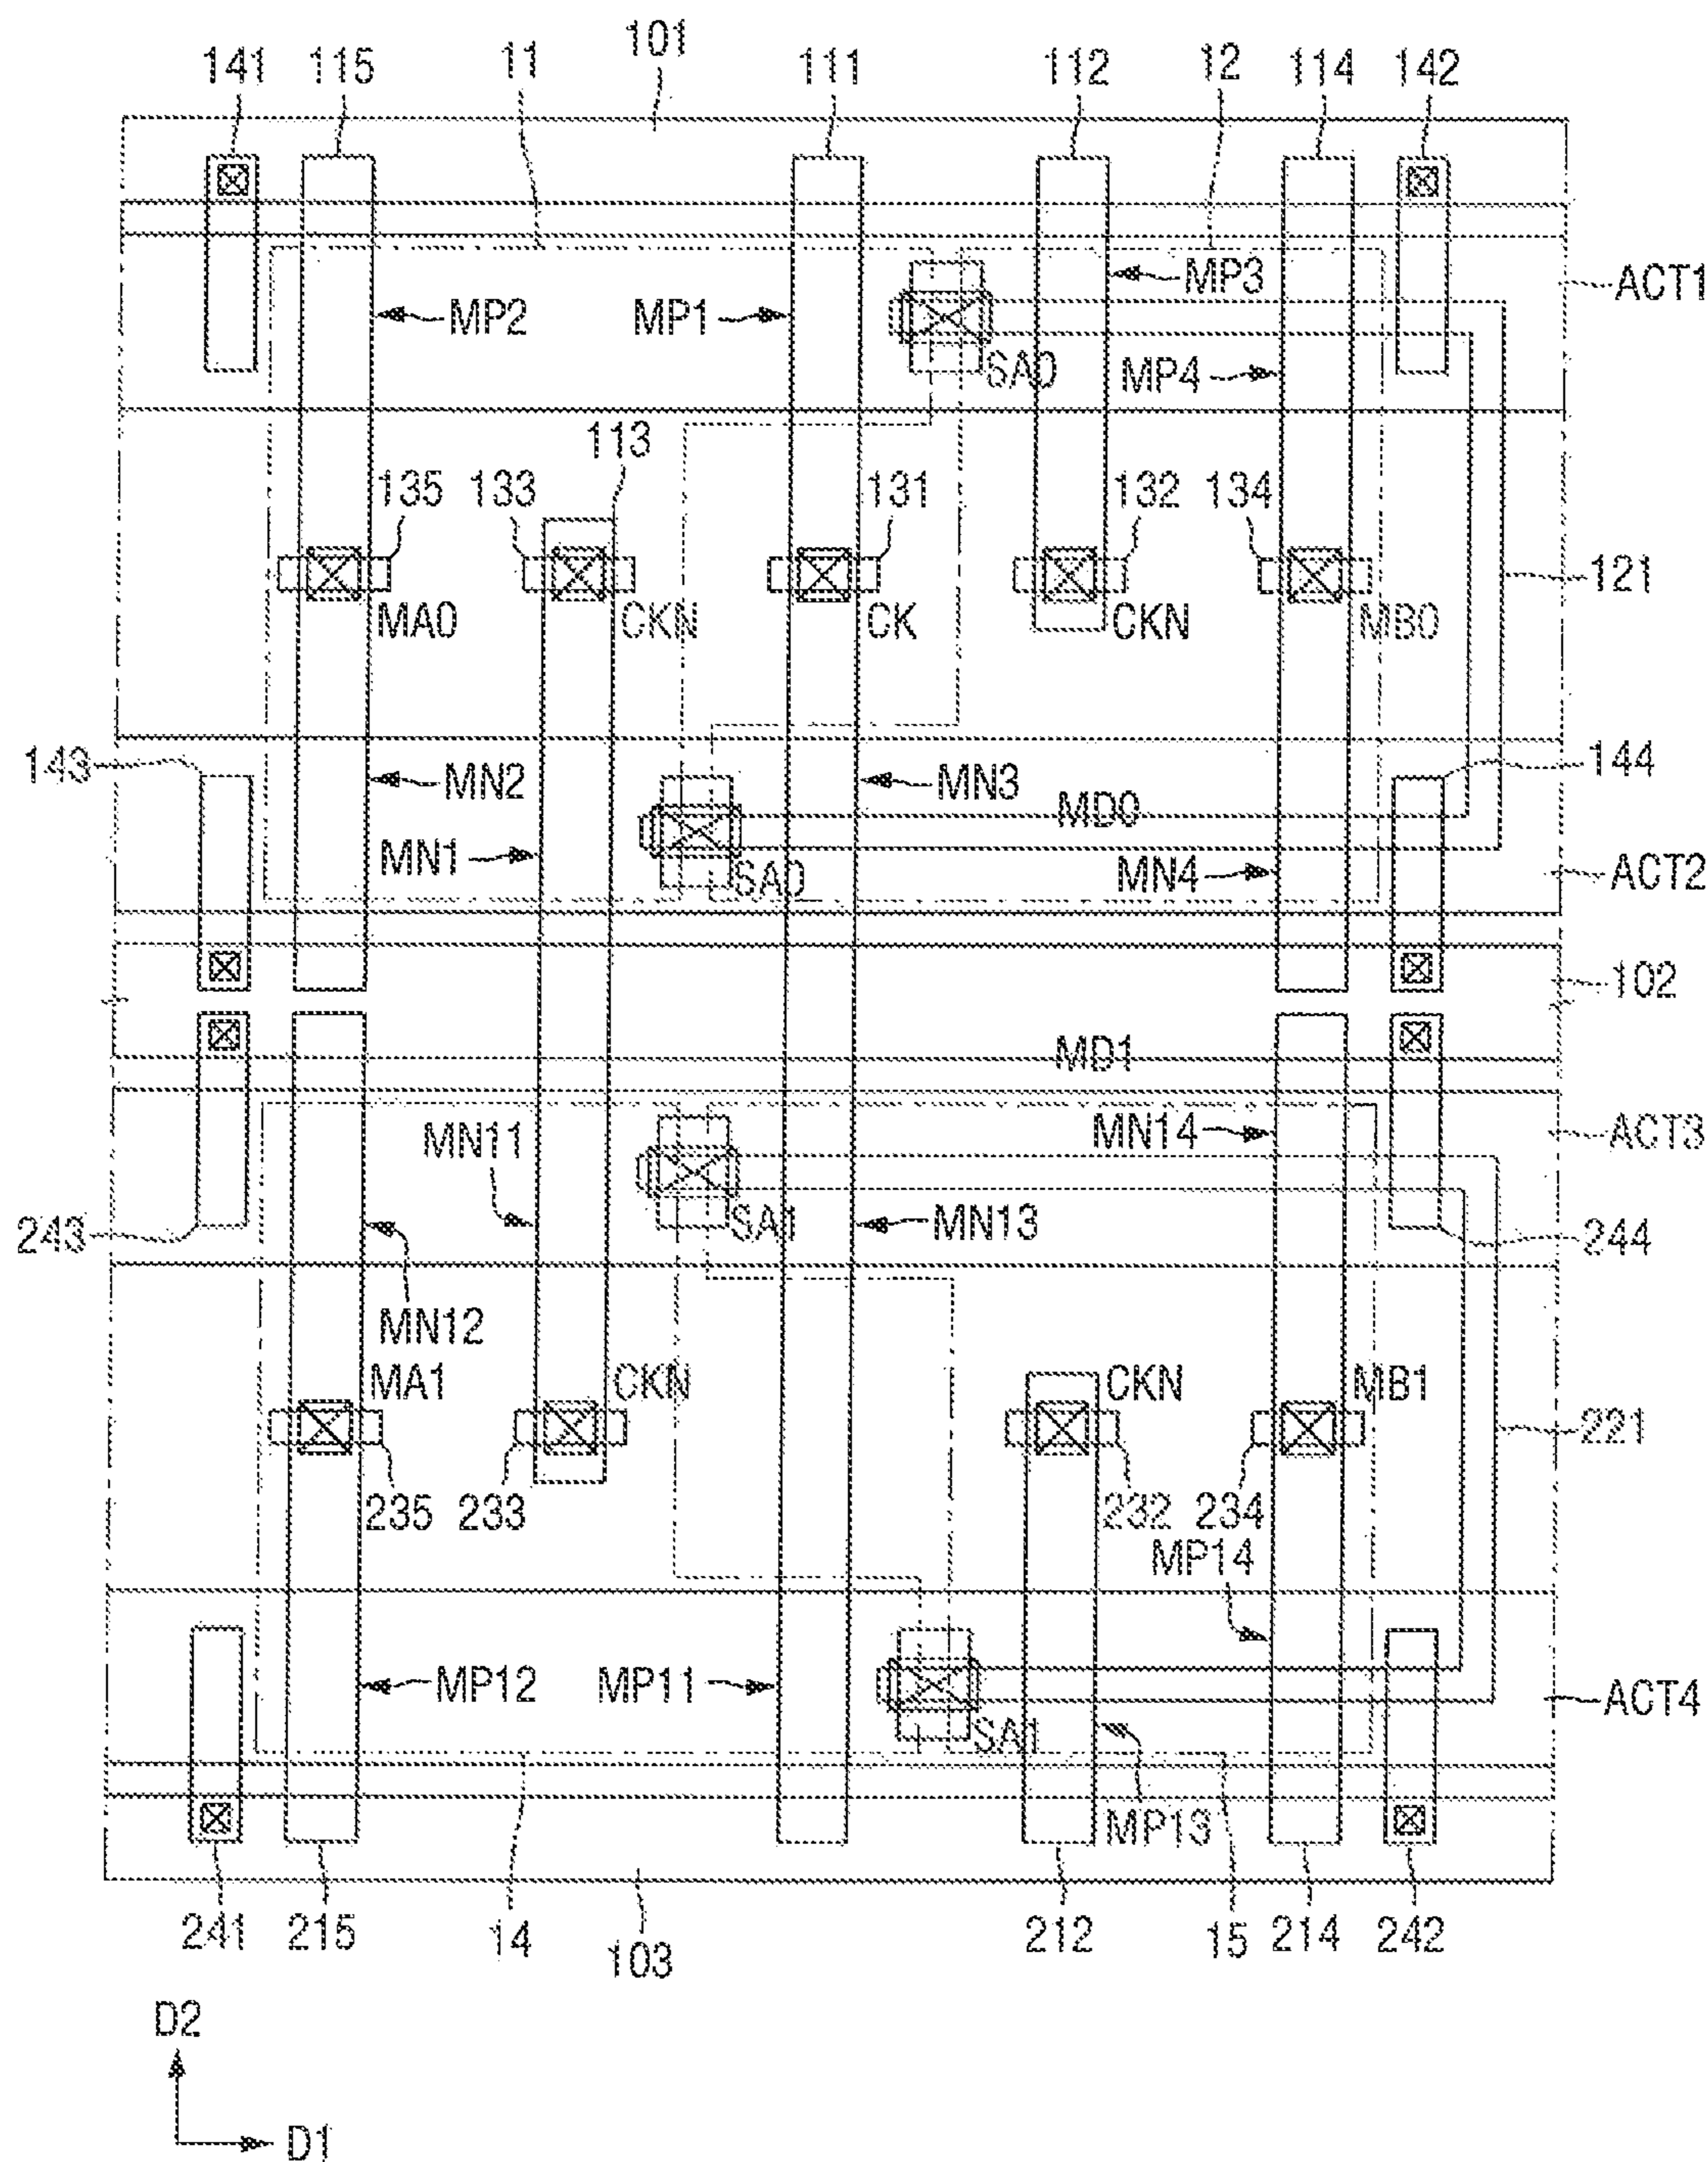 101
141 115 11 111 112 12 114 142
MP3
ACT1
MP2 MP1
SA0 MP4
113
135 133 131 132 134
121
MA0 CKN CK CKN MB0
143 MN2 MN3 144
MD0
MN1 SA0 MN4 ACT2
102
MD1
MN11 MN14 ACT3
243 SA1 MN13 244
MN12
MA1 CKN CKN MB1
221
235 233 232 234
MP14
MP12 MP11 ACT4
SA1
MP13
241 215 14 103 212 15 214 242
D2
D1